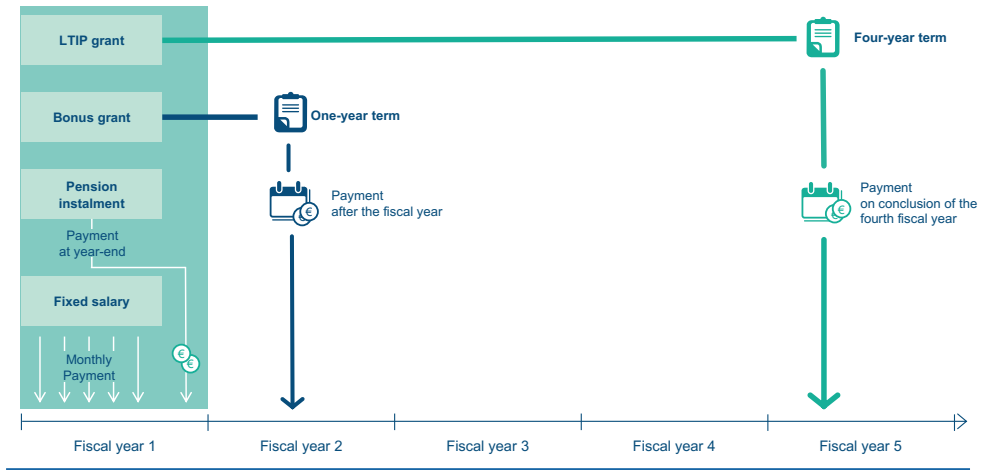 LTIP grant
Four-year term
Bonus grant
One-year term
Pension
instalment
Payment
after the fiscal year
Payment
on conclusion of the
fourth fiscal year
Payment
at year-end
Fixed salary
Monthly
Payment
€
€
€
€
€
€
Fiscal year 1
Fiscal year 2
Fiscal year 3
Fiscal year 4
Fiscal year 5